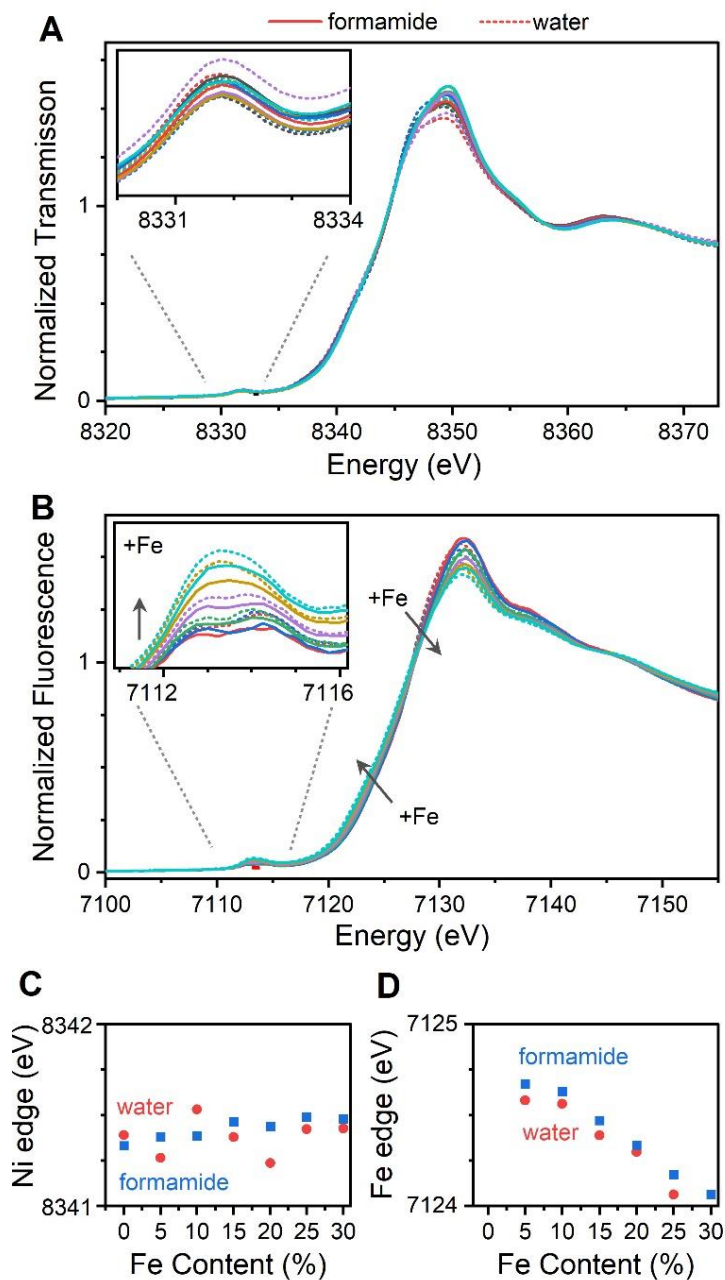 formamide water
A
Normalized Transmisson
1
0
8331 8334
8320 8330 8340 8350 8360 8370
Energy (eV)
B
Normalized Fluorescence
1
0
+Fe
7112 7116
+Fe
+Fe
7100 7110 7120 7130 7140 7150
Energy (eV)
C
Ni edge (eV)
8342
8341
water
formamide
0 5 10 15 20 25 30
Fe Content (%)
D
Fe edge (eV)
7125
7124
formamide
water
0 5 10 15 20 25 30
Fe Content (%)